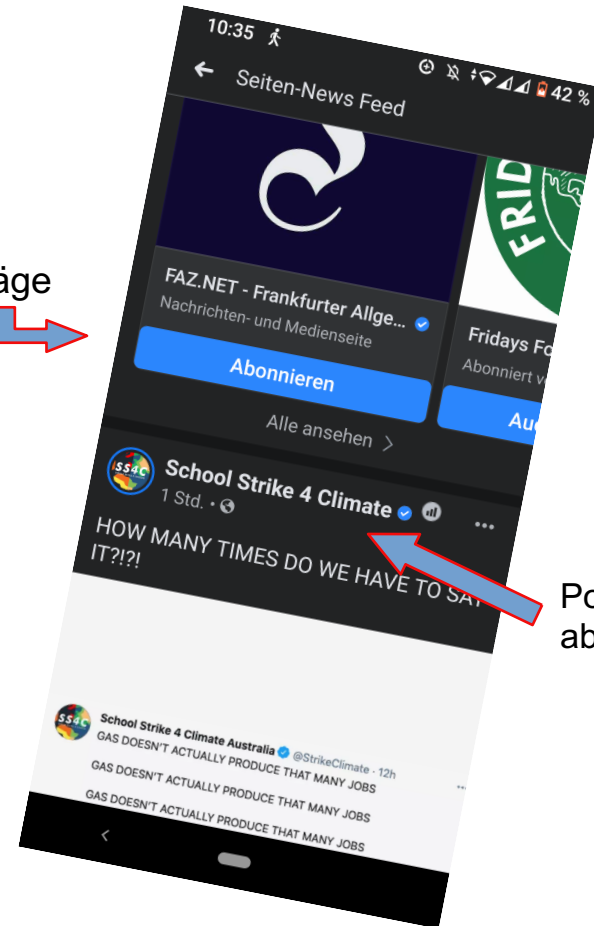 10:35
42 %
Seiten-News Feed
FRID
FAZ.NET - Frankfurter Allge...
Nachrichten- und Medienseite
Abonnieren
Fridays Fo
Abonniert v
Au
Alle ansehen >
School Strike 4 Climate
1 Std. •
HOW MANY TIMES DO WE HAVE TO SAY
IT?!?!
SS4C
School Strike 4 Climate Australia @StrikeClimate · 12h
GAS DOESN'T ACTUALLY PRODUCE THAT MANY JOBS
GAS DOESN'T ACTUALLY PRODUCE THAT MANY JOBS
GAS DOESN'T ACTUALLY PRODUCE THAT MANY JOBS
äge
Po
ab